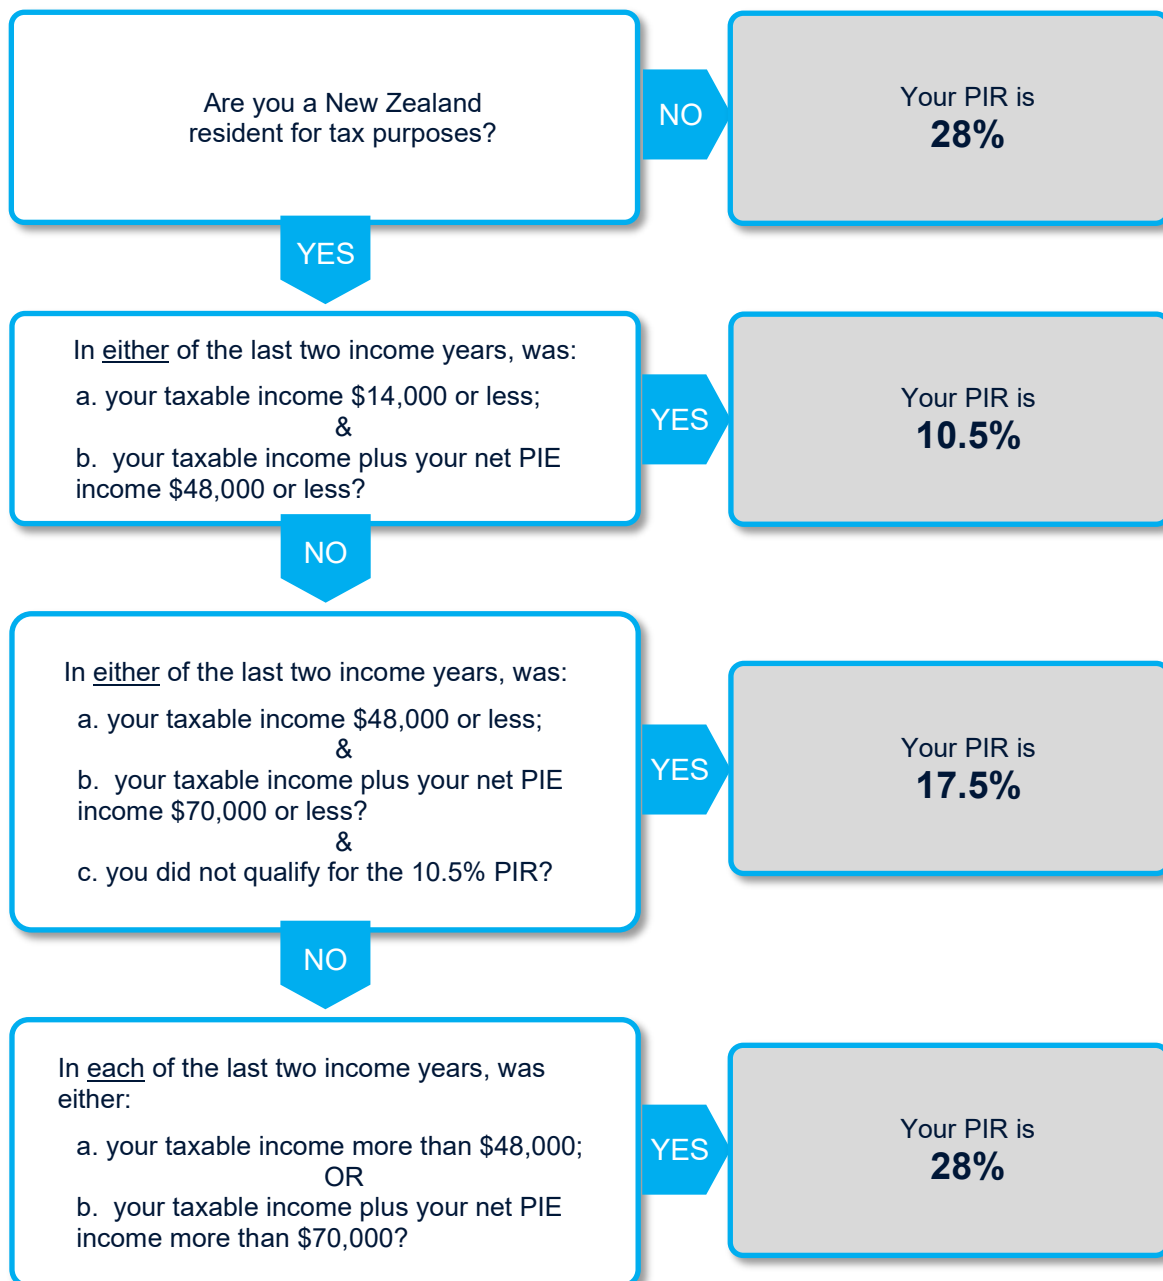 Are you a New Zealand
resident for tax purposes?
NO
Your PIR is
28%
YES
In either of the last two income years, was:
a. your taxable income $14,000 or less;
&
b. your taxable income plus your net PIE
income $48,000 or less?
YES
Your PIR is
10.5%
NO
In either of the last two income years, was:
a. your taxable income $48,000 or less;
&
b. your taxable income plus your net PIE
income $70,000 or less?
&
c. you did not qualify for the 10.5% PIR?
YES
Your PIR is
17.5%
NO
In each of the last two income years, was
either:
a. your taxable income more than $48,000;
OR
b. your taxable income plus your net PIE
income more than $70,000?
YES
Your PIR is
28%